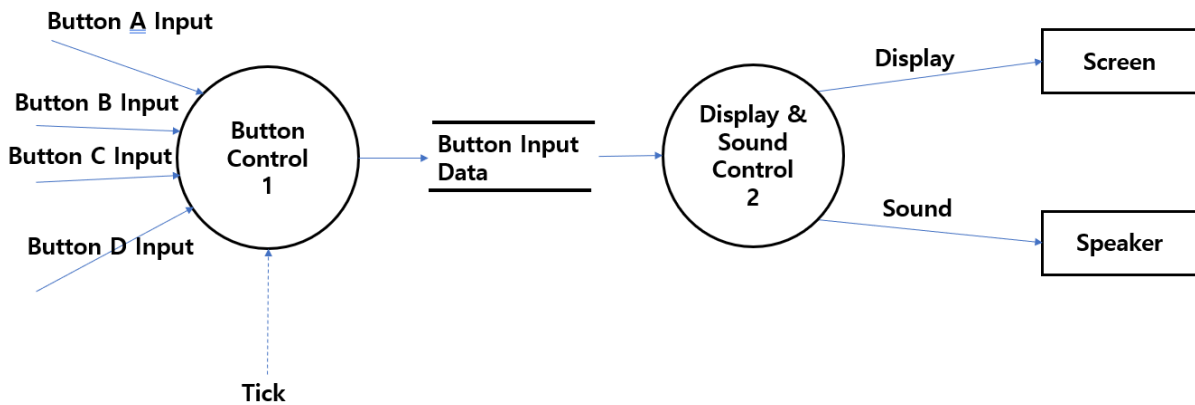 Button A Input
Button B Input
Button C Input
Button D Input
Button
Control
1
Tick
Button Input
Data
Display &
Sound
Control
2
Display
Sound
Screen
Speaker